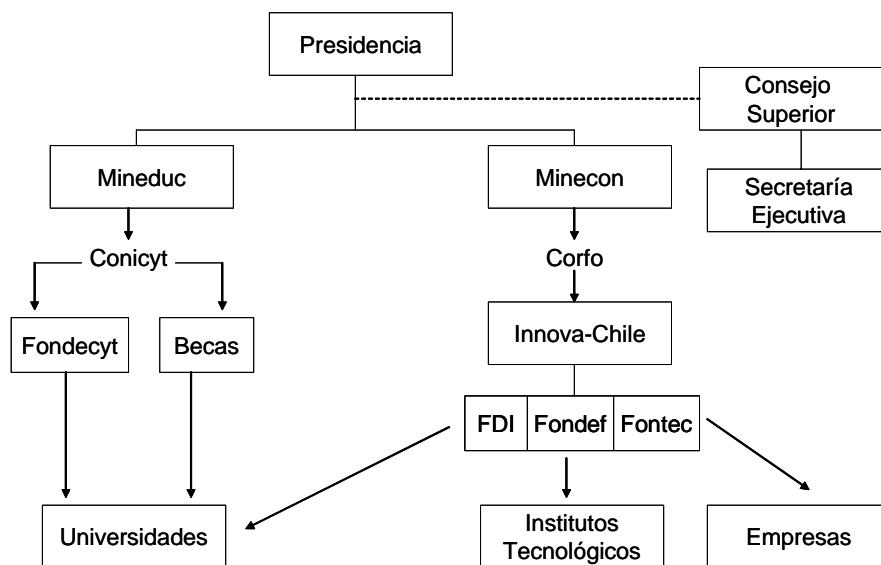 Presidencia
Consejo
Superior
Mineduc
Minecon
Secretaría
Ejecutiva
Conicyt
Corfo
Fondecyt
Becas
Innova-Chile
FDI
Fondef
Fontec
Universidades
Institutos
Tecnológicos
Empresas